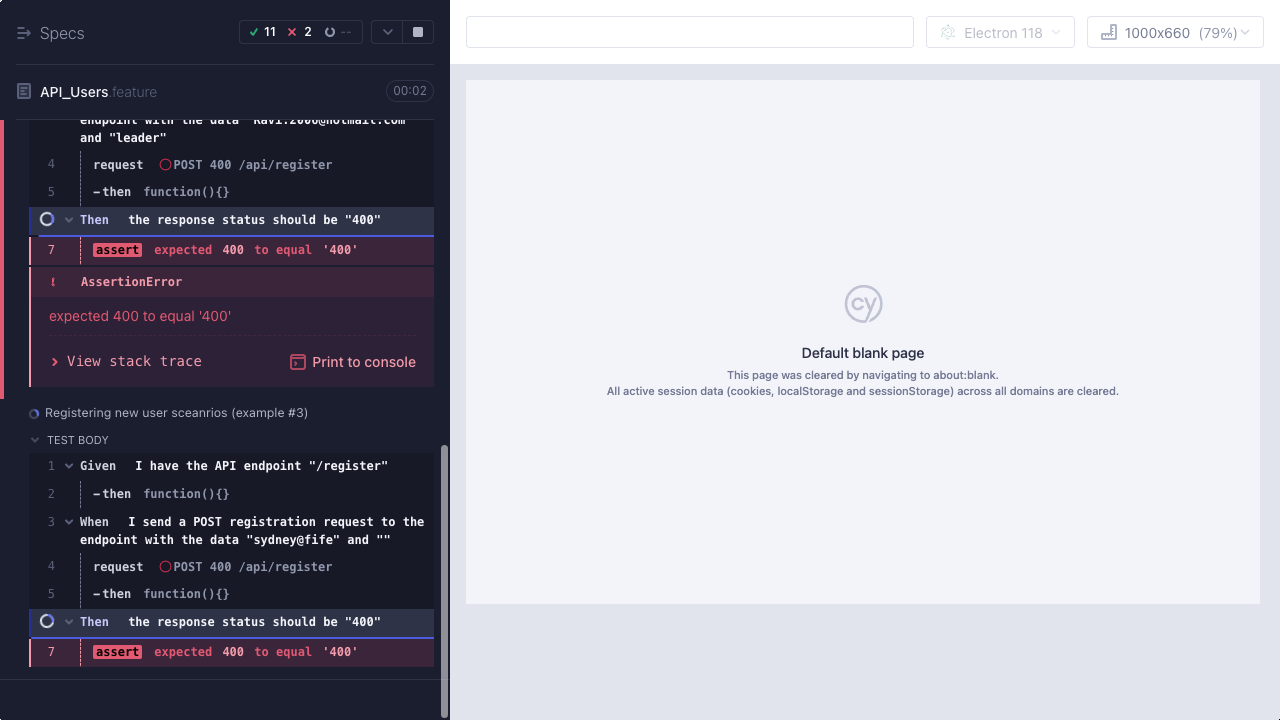 Specs
11
2
--
API_Users.feature
00:02
endpoint with the data "Ravi.2006@hotmail.com"
and "leader"
4 request POST 400 /api/register
5 -then function(){}
Then the response status should be "400"
7 assert expected 400 to equal '400'
! AssertionError
expected 400 to equal '400'
View stack trace
Print to console
Registering new user sceanrios (example #3)
TEST BODY
1 Given I have the API endpoint "/register"
2 -then function(){}
3 When I send a POST registration request to the
endpoint with the data "sydney@fife" and ""
4 request POST 400 /api/register
5 -then function(){}
Then the response status should be "400"
7 assert expected 400 to equal '400'
Electron 118
1000x660 (79%)
cy
Default blank page
This page was cleared by navigating to about:blank.
All active session data (cookies, localStorage and sessionStorage) across all domains are cleared.